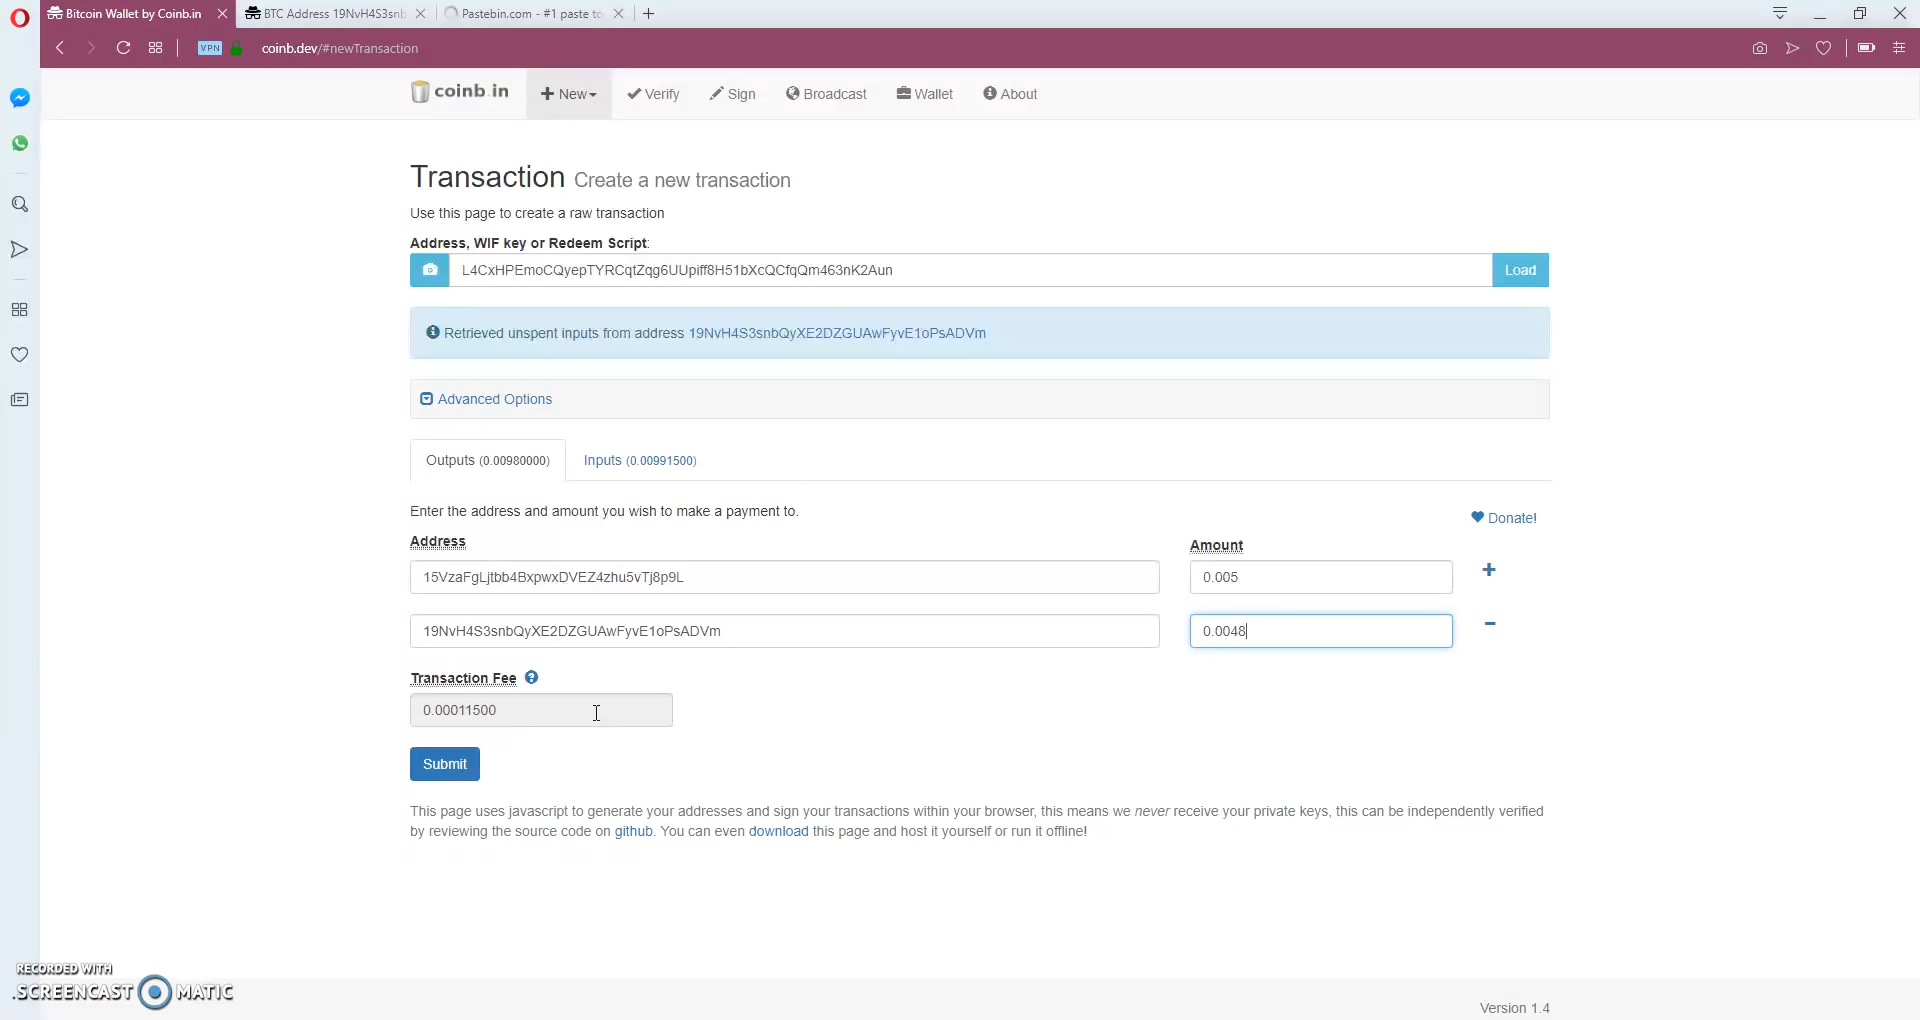 Bitcoin Wallet by Coinb.in
BTC Address 19NvH4S3snb
Pastebin.com - #1 paste to
VPN
coinb.dev/#newTransaction
coinb.in
New
Verify
Sign
Broadcast
Wallet
About
Transaction Create a new transaction
Use this page to create a raw transaction
Address, WIF key or Redeem Script:
L4CxHPEmoCQyepTYRCqtZqg6UUpiff8H51bXcQCfqQm463nK2Aun
Load
Retrieved unspent inputs from address 19NvH4S3snbQyXE2DZGUAwFyvE1oPsADVm
Advanced Options
Outputs (0.00980000)
Inputs (0.00991500)
Enter the address and amount you wish to make a payment to.
Donate!
Address
Amount
15VzaFgLjtbb4BxpwxDVEZ4zhu5vTj8p9L
0.005
19NvH4S3snbQyXE2DZGUAwFyvE1oPsADVm
0.0048
Transaction Fee
0.00011500
Submit
This page uses javascript to generate your addresses and sign your transactions within your browser, this means we never receive your private keys, this can be independently verified
by reviewing the source code on github. You can even download this page and host it yourself or run it offline!
RECORDED WITH
SCREENCAST MATIC
Version 1.4